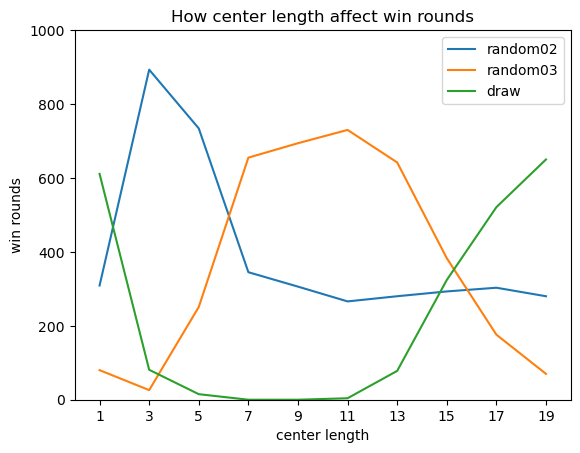 How center length affect win rounds
random02
random03
draw
win rounds
1000
800
600
400
200
0
1 3 5 7 9 11 13 15 17 19
center length